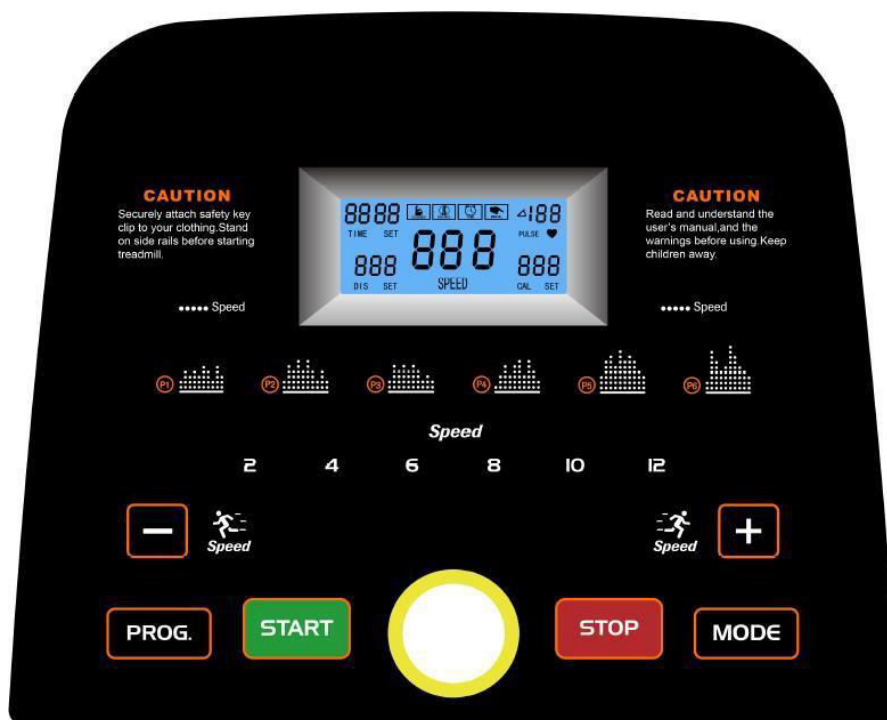 CAUTION
Securely attach safety key
clip to your clothing.Stand
on side rails before starting
treadmill.
Speed
88 88
TIME SET
188
PULSE
888
SPEED
888
DIS SET
888
CAL SET
CAUTION
Read and understand the
user's manual,and the
warnings before using.Keep
children away.
Speed
P1 P2 P3 P4 P5 P6
Speed
2 4 6 8 10 12
− Speed
Speed +
PROG. START STOP MODE